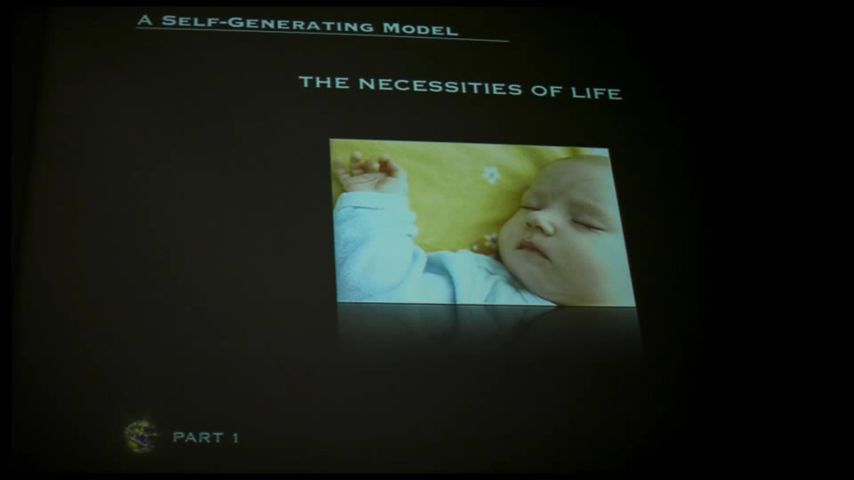 A SELF-GENERATING MODEL
THE NECESSITIES OF LIFE
PART 1